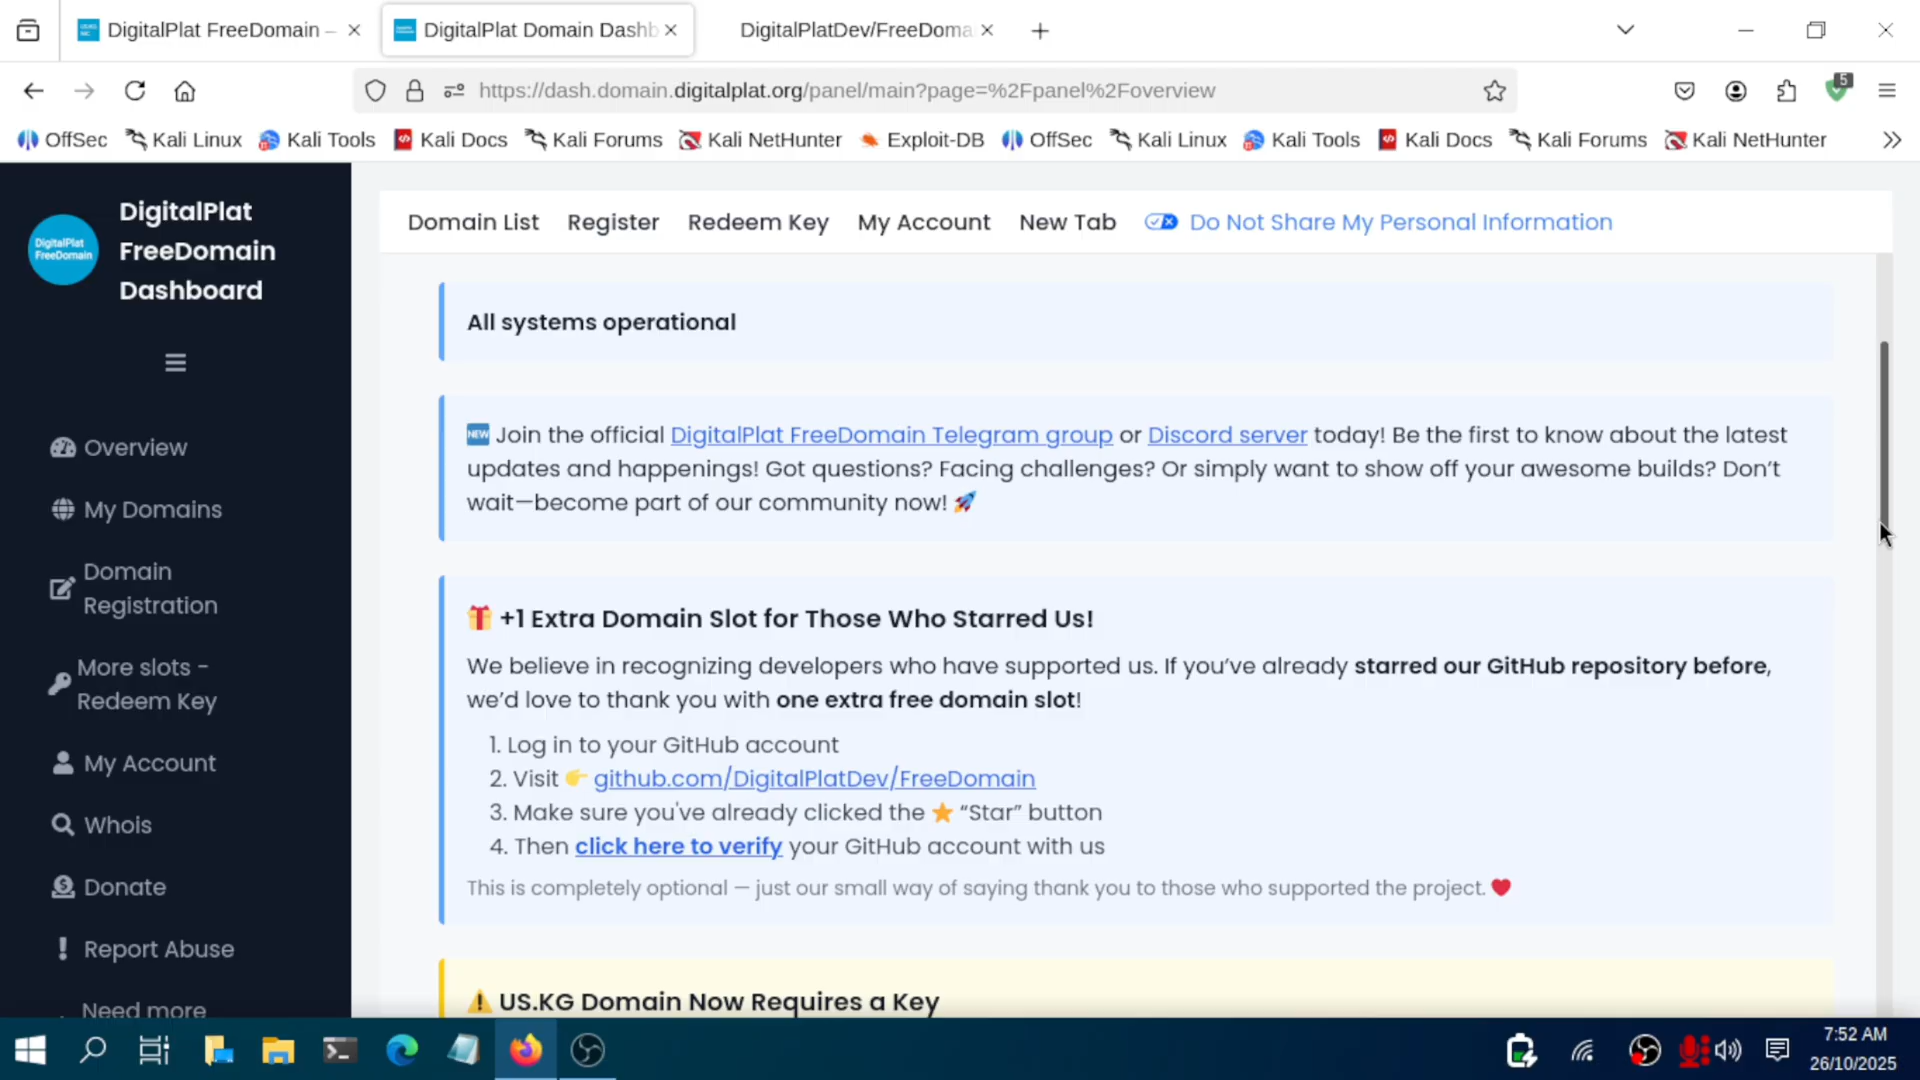 DigitalPlat FreeDomain –
DigitalPlat Domain Dashb
DigitalPlatDev/FreeDoma
https://dash.domain.digitalplat.org/panel/main?page=%2Fpanel%2Foverview
5
OffSec
Kali Linux
Kali Tools
Kali Docs
Kali Forums
Kali NetHunter
Exploit-DB
OffSec
Kali Linux
Kali Tools
Kali Docs
Kali Forums
Kali NetHunter
DigitalPlat
FreeDomain
DigitalPlat
FreeDomain
Dashboard
Overview
My Domains
Domain
Registration
More slots -
Redeem Key
My Account
Whois
Donate
Report Abuse
Need more
Domain List
Register
Redeem Key
My Account
New Tab
Do Not Share My Personal Information
All systems operational
NEW Join the official DigitalPlat FreeDomain Telegram group or Discord server today! Be the first to know about the latest
updates and happenings! Got questions? Facing challenges? Or simply want to show off your awesome builds? Don’t
wait—become part of our community now! 🚀
🎁 +1 Extra Domain Slot for Those Who Starred Us!
We believe in recognizing developers who have supported us. If you’ve already starred our GitHub repository before,
we’d love to thank you with one extra free domain slot!
1. Log in to your GitHub account
2. Visit 👉 github.com/DigitalPlatDev/FreeDomain
3. Make sure you've already clicked the ⭐ “Star” button
4. Then click here to verify your GitHub account with us
This is completely optional — just our small way of saying thank you to those who supported the project. ❤️
⚠️ US.KG Domain Now Requires a Key
7:52 AM
26/10/2025